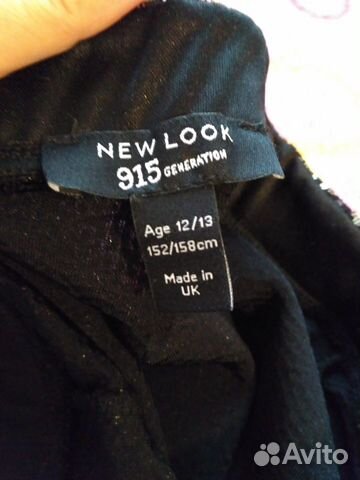 NEW LOOK
915 GENERATION
Age 12/13
152/158cm
Made in
UK
Avito